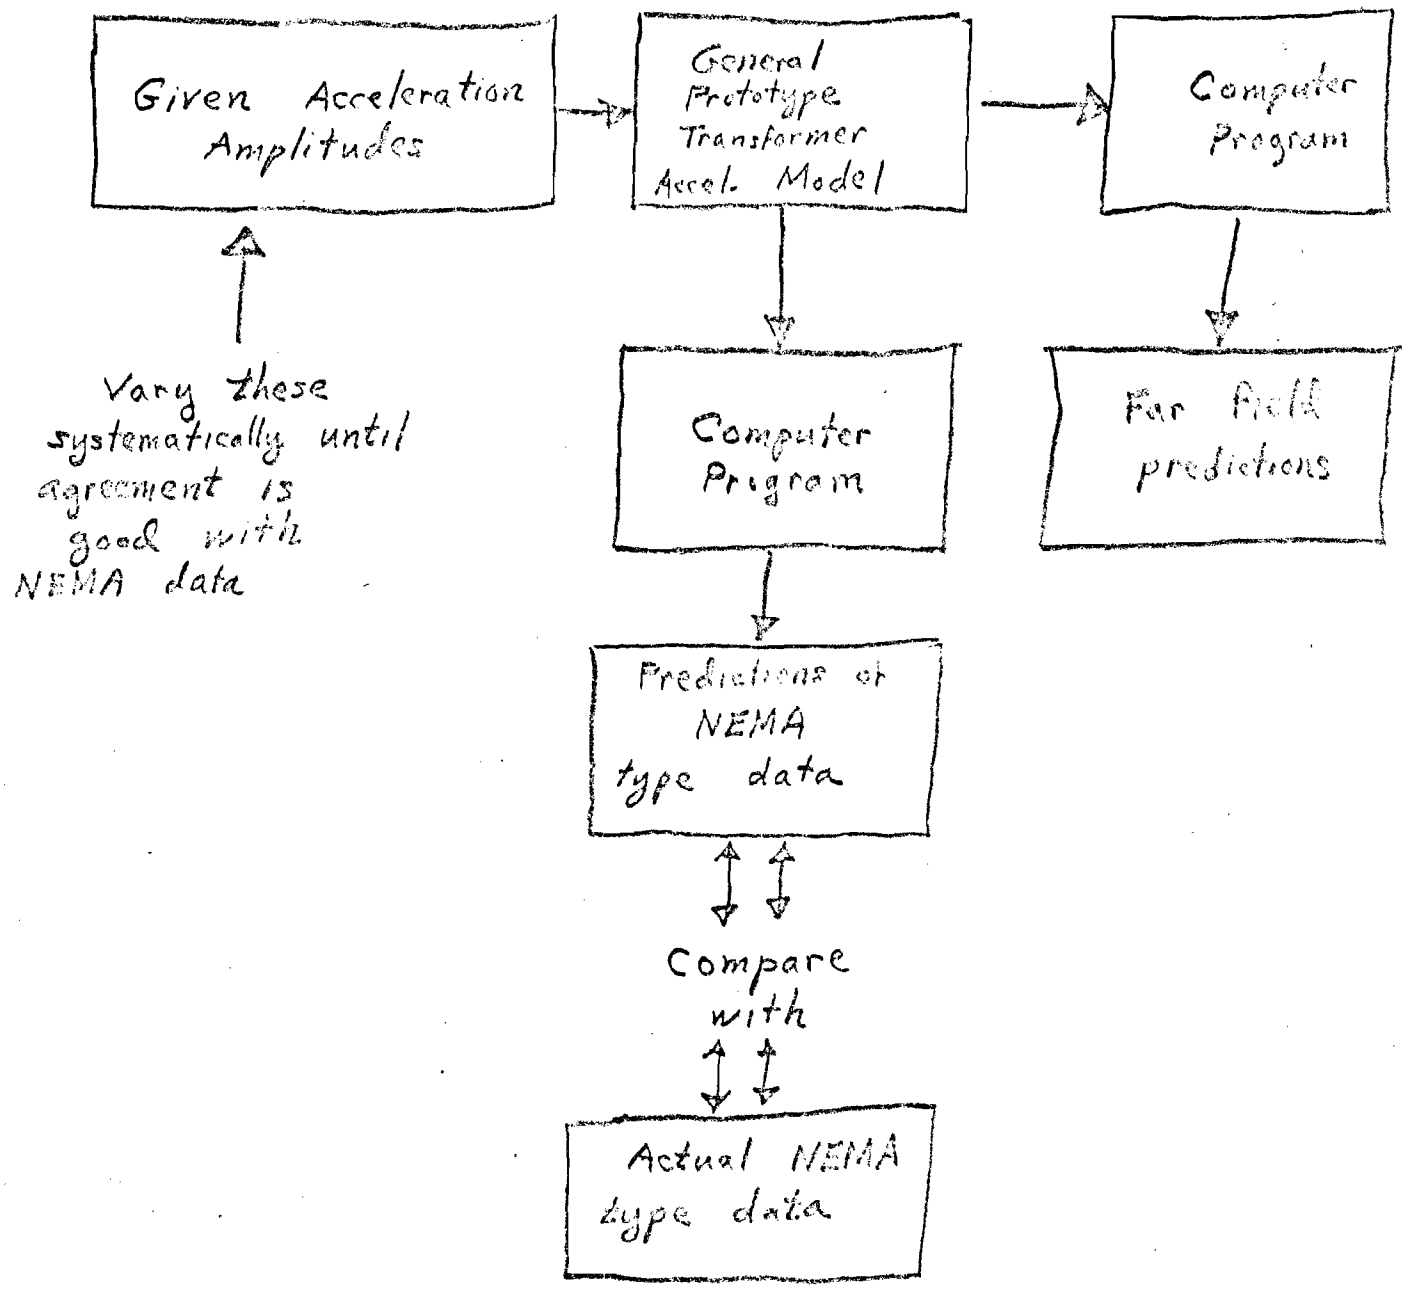 Given Acceleration
Amplitudes
General
Prototype
Transformer
Accel. Model
Computer
Program
Vary these
systematically until
agreement is
good with
NEMA data
Computer
Program
Far field
predictions
Predictions of
NEMA
type data
Compare
with
Actual NEMA
type data